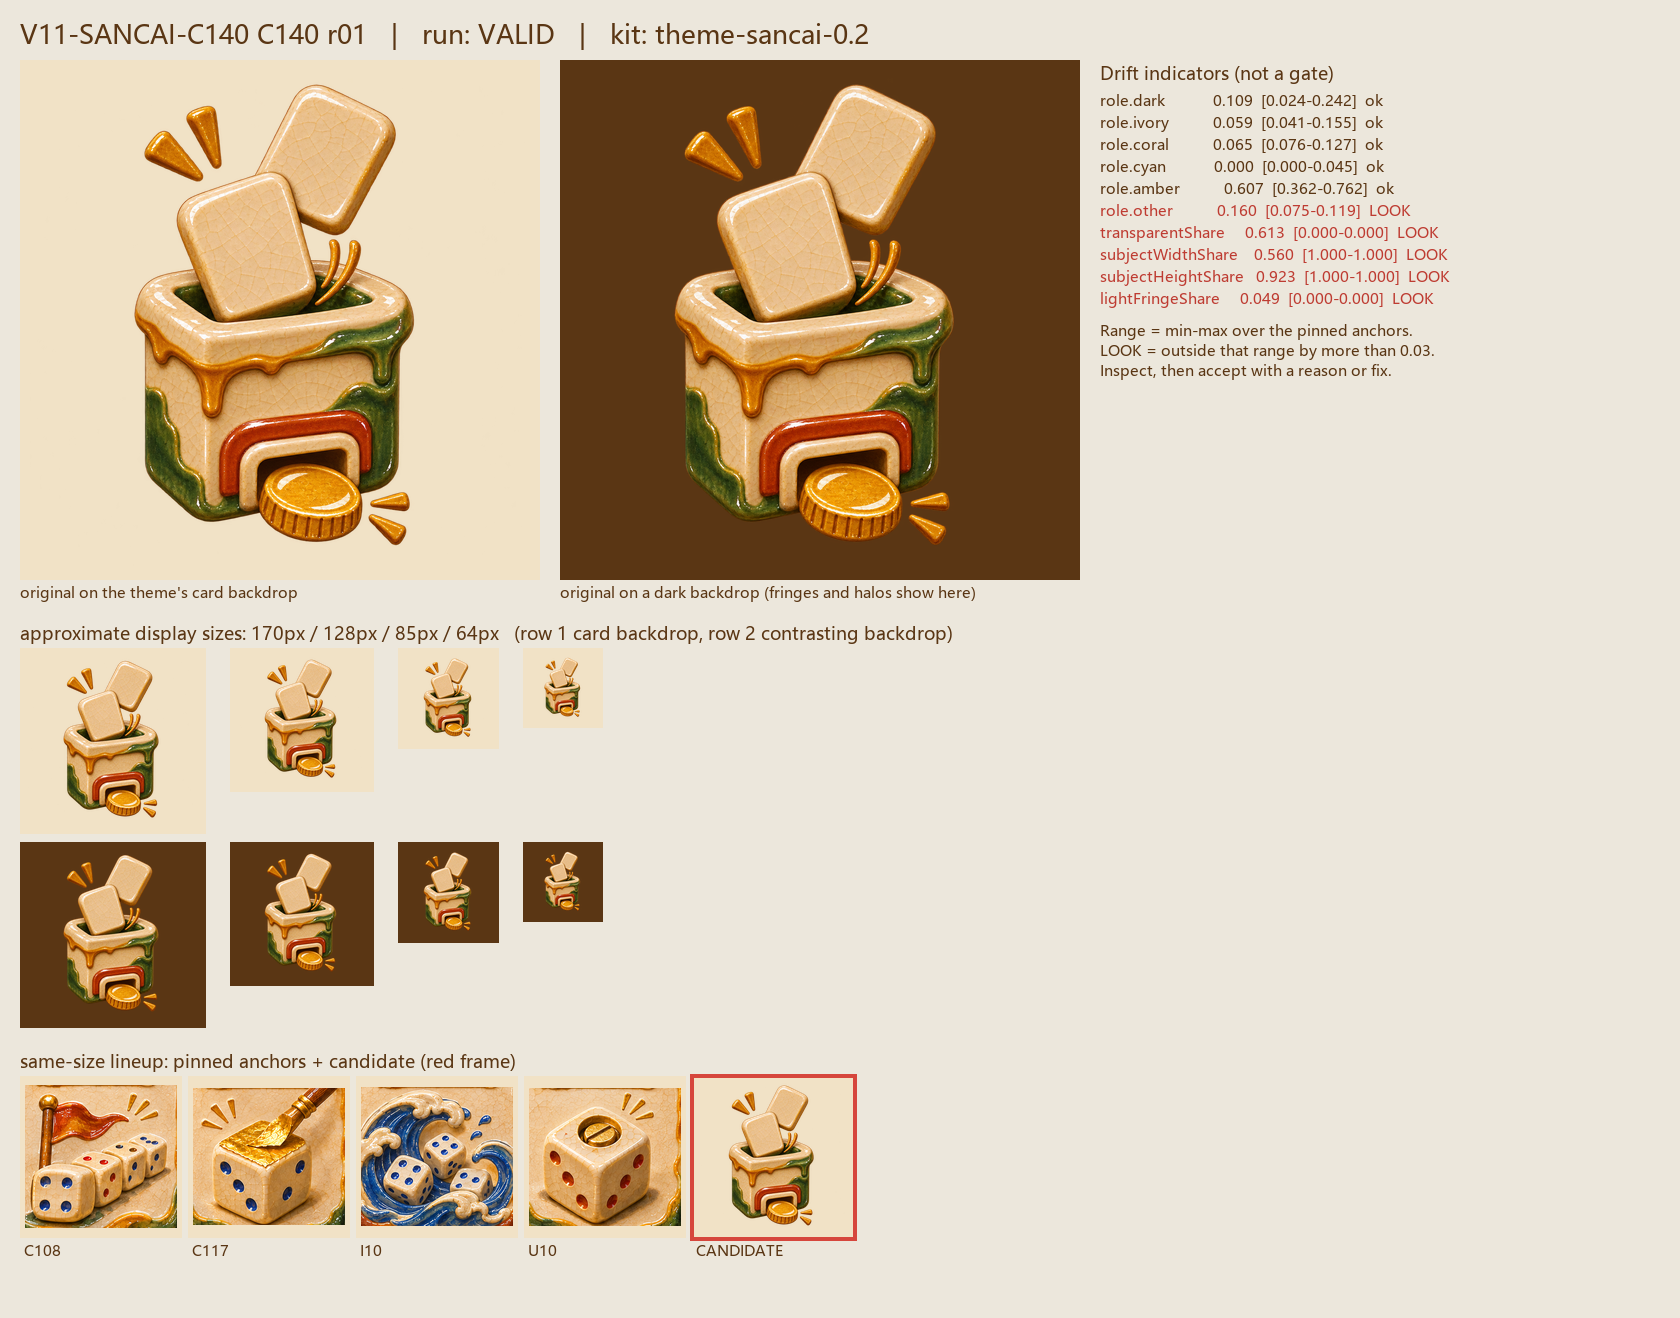 V11-SANCAI-C140 C140 r01   |   run: VALID   |   kit: theme-sancai-0.2
Drift indicators (not a gate)
role.dark 0.109 [0.024-0.242] ok
role.ivory 0.059 [0.041-0.155] ok
role.coral 0.065 [0.076-0.127] ok
role.cyan 0.000 [0.000-0.045] ok
role.amber 0.607 [0.362-0.762] ok
role.other 0.160 [0.075-0.119] LOOK
transparentShare 0.613 [0.000-0.000] LOOK
subjectWidthShare 0.560 [1.000-1.000] LOOK
subjectHeightShare 0.923 [1.000-1.000] LOOK
lightFringeShare 0.049 [0.000-0.000] LOOK
Range = min-max over the pinned anchors.
LOOK = outside that range by more than 0.03.
Inspect, then accept with a reason or fix.
original on the theme's card backdrop
original on a dark backdrop (fringes and halos show here)
approximate display sizes: 170px / 128px / 85px / 64px   (row 1 card backdrop, row 2 contrasting backdrop)
same-size lineup: pinned anchors + candidate (red frame)
C108
C117
I10
U10
CANDIDATE